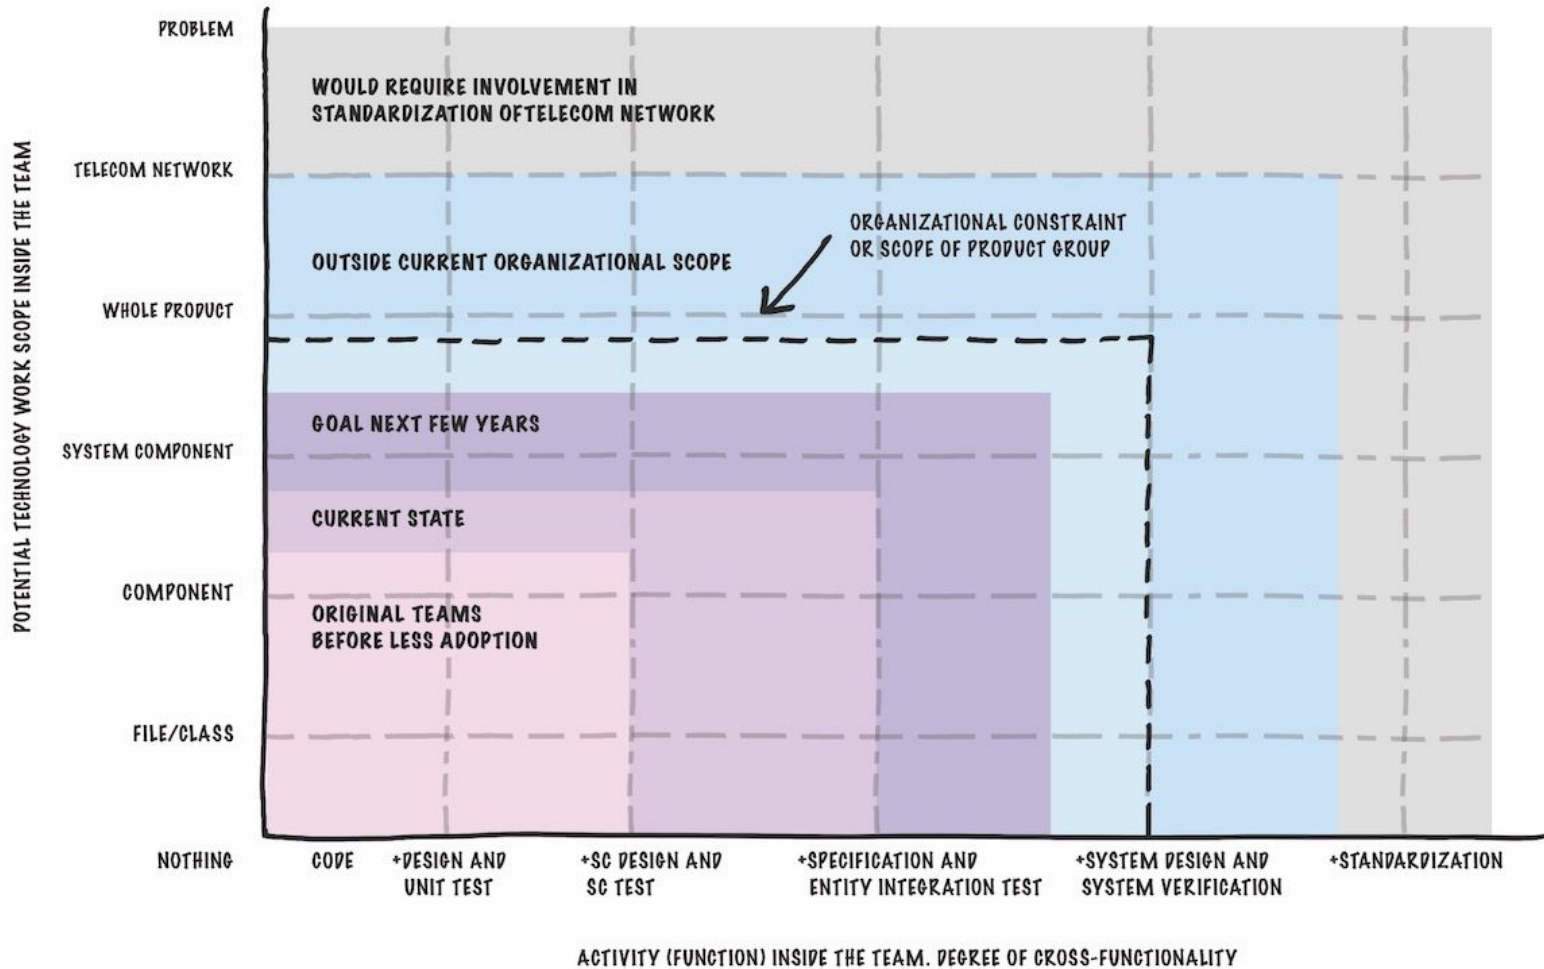 PROBLEM
WOULD REQUIRE INVOLVEMENT IN
STANDARDIZATION OFTELECOM NETWORK
TELECOM NETWORK
ORGANIZATIONAL CONSTRAINT
OR SCOPE OF PRODUCT GROUP
OUTSIDE CURRENT ORGANIZATIONAL SCOPE
WHOLE PRODUCT
GOAL NEXT FEW YEARS
SYSTEM COMPONENT
CURRENT STATE
COMPONENT
ORIGINAL TEAMS
BEFORE LESS ADOPTION
FILE/CLASS
NOTHING
POTENTIAL TECHNOLOGY WORK SCOPE INSIDE THE TEAM
CODE
+DESIGN AND
UNIT TEST
+SC DESIGN AND
SC TEST
+SPECIFICATION AND
ENTITY INTEGRATION TEST
+SYSTEM DESIGN AND
SYSTEM VERIFICATION
+STANDARDIZATION
ACTIVITY (FUNCTION) INSIDE THE TEAM. DEGREE OF CROSS-FUNCTIONALITY